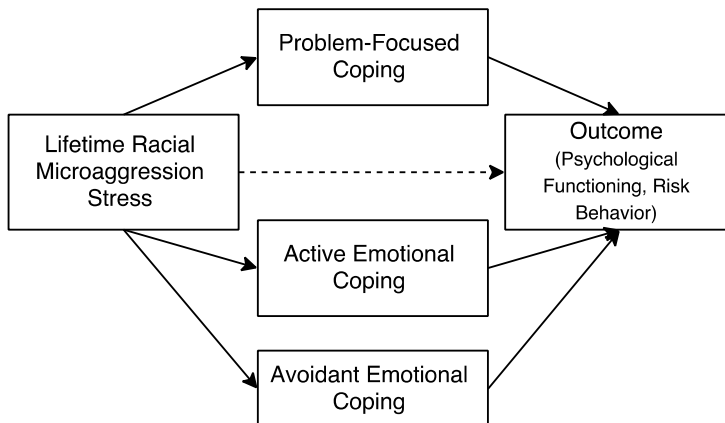 Problem-Focused
Coping
Lifetime Racial
Microaggression
Stress
Outcome
(Psychological
Functioning, Risk
Behavior)
Active Emotional
Coping
Avoidant Emotional
Coping